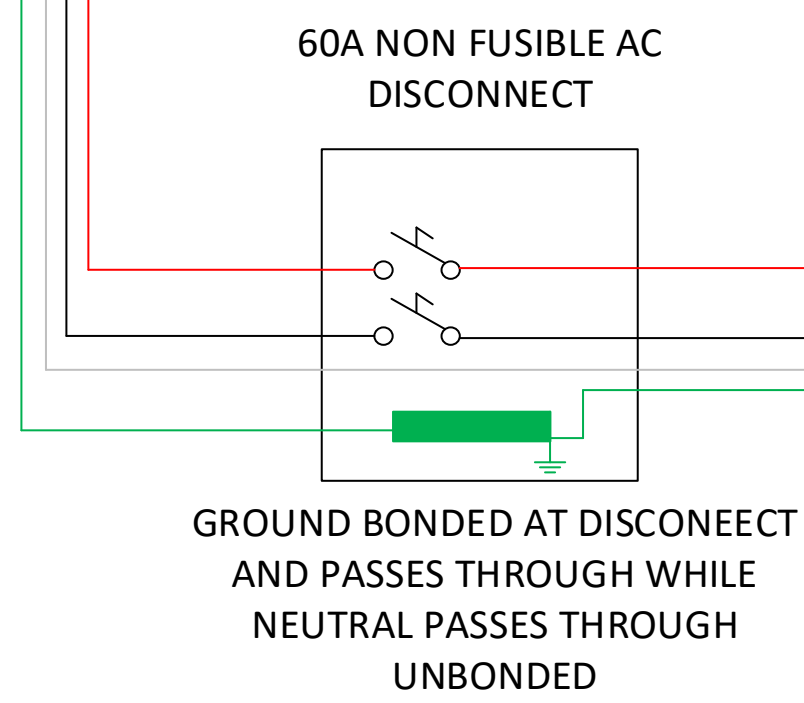 60A NON FUSIBLE AC
DISCONNECT
GROUND BONDED AT DISCONEECT
AND PASSES THROUGH WHILE
NEUTRAL PASSES THROUGH
UNBONDED